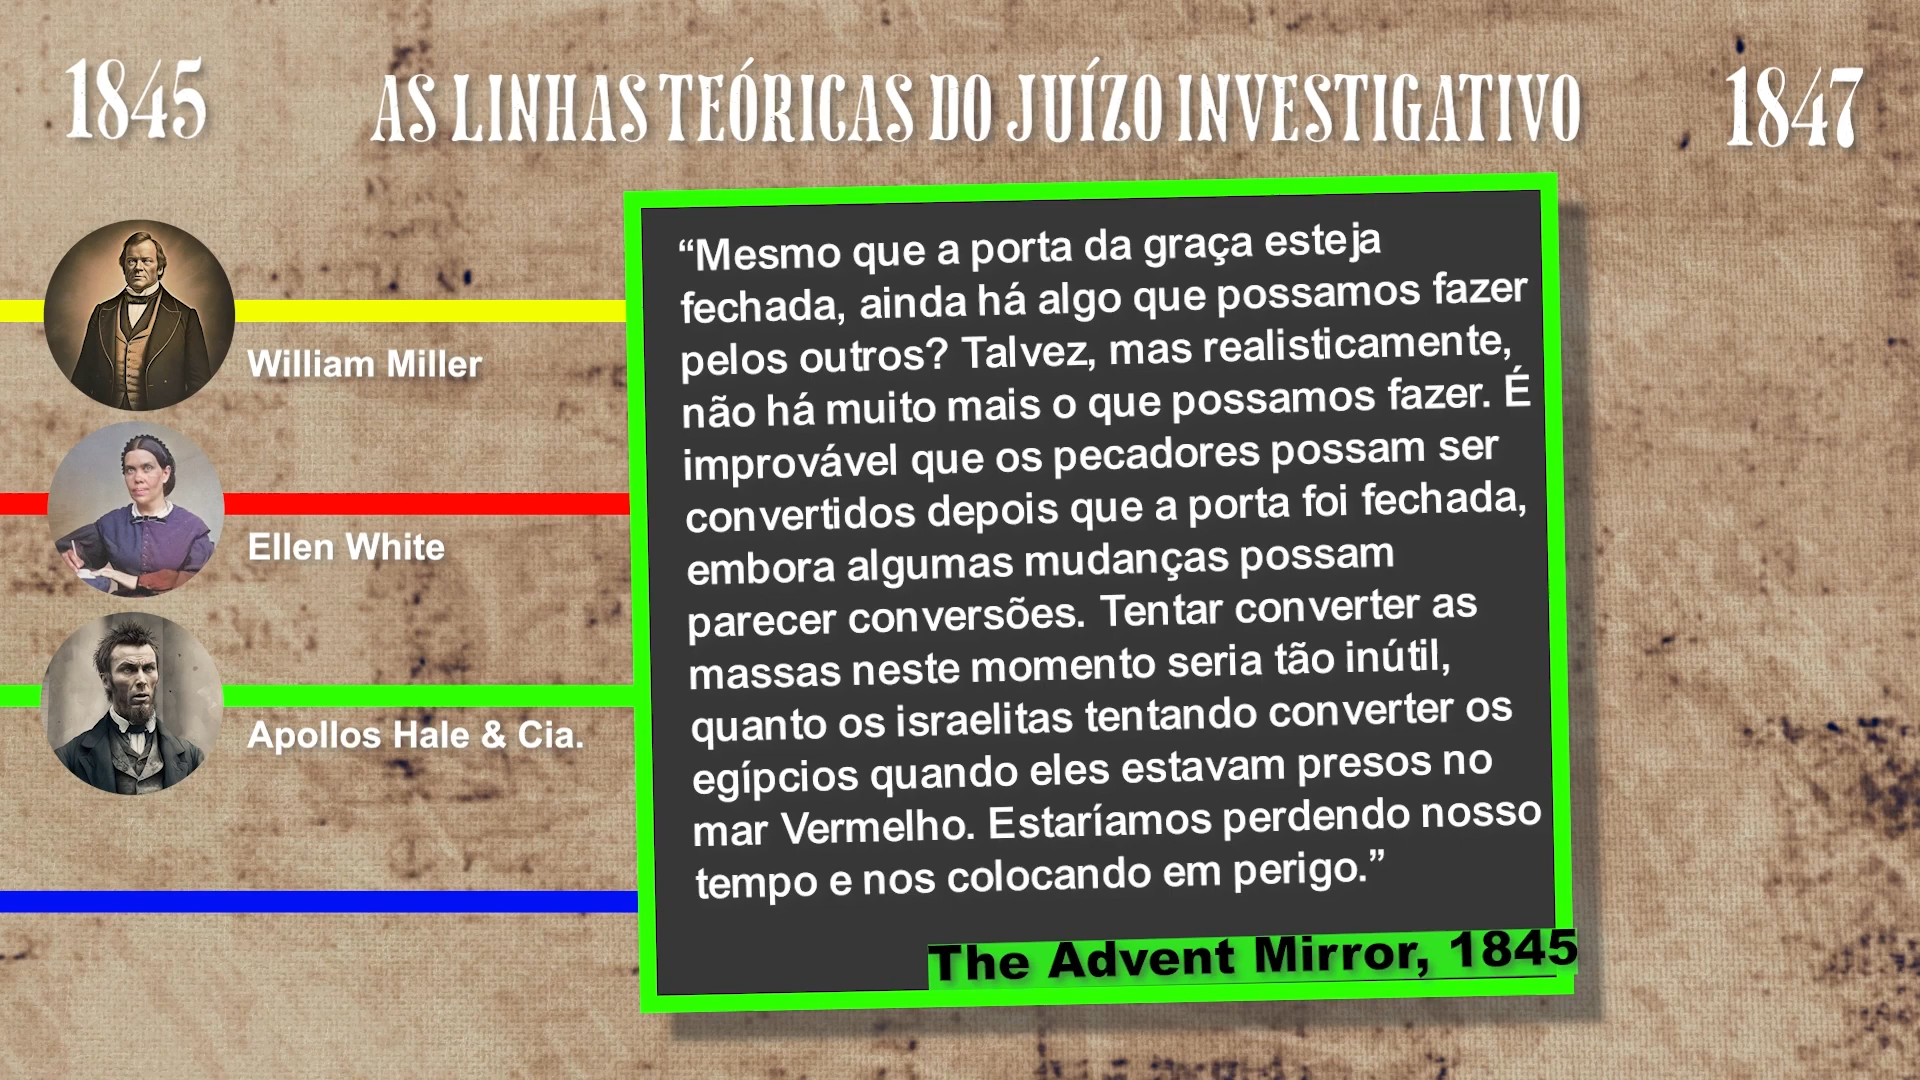 1845
AS LINHAS TEÓRICAS DO JUÍZO INVESTIGATIVO
1847
William Miller
Ellen White
Apollos Hale & Cia.
“Mesmo que a porta da graça esteja
fechada, ainda há algo que possamos fazer
pelos outros? Talvez, mas realisticamente,
não há muito mais o que possamos fazer. É
improvável que os pecadores possam ser
convertidos depois que a porta foi fechada,
embora algumas mudanças possam
parecer conversões. Tentar converter as
massas neste momento seria tão inútil,
quanto os israelitas tentando converter os
egípcios quando eles estavam presos no
mar Vermelho. Estaríamos perdendo nosso
tempo e nos colocando em perigo.”
The Advent Mirror, 1845